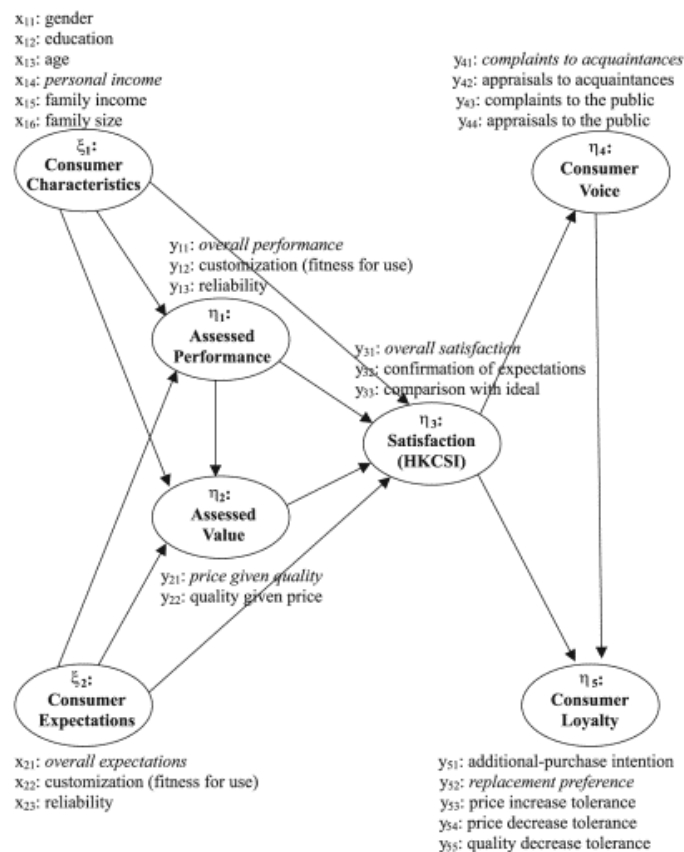 x₁₁: gender
x₁₂: education
x₁₃: age
x₁₄: personal income
x₁₅: family income
x₁₆: family size
ξ₁:
Consumer
Characteristics
y₄₁: complaints to acquaintances
y₄₂: appraisals to acquaintances
y₄₃: complaints to the public
y₄₄: appraisals to the public
η₄:
Consumer
Voice
y₁₁: overall performance
y₁₂: customization (fitness for use)
y₁₃: reliability
η₁:
Assessed
Performance
y₃₁: overall satisfaction
y₃₂: confirmation of expectations
y₃₃: comparison with ideal
η₃:
Satisfaction
(HKCSI)
η₂:
Assessed
Value
y₂₁: price given quality
y₂₂: quality given price
ξ₂:
Consumer
Expectations
x₂₁: overall expectations
x₂₂: customization (fitness for use)
x₂₃: reliability
η₅:
Consumer
Loyalty
y₅₁: additional-purchase intention
y₅₂: replacement preference
y₅₃: price increase tolerance
y₅₄: price decrease tolerance
y₅₅: quality decrease tolerance